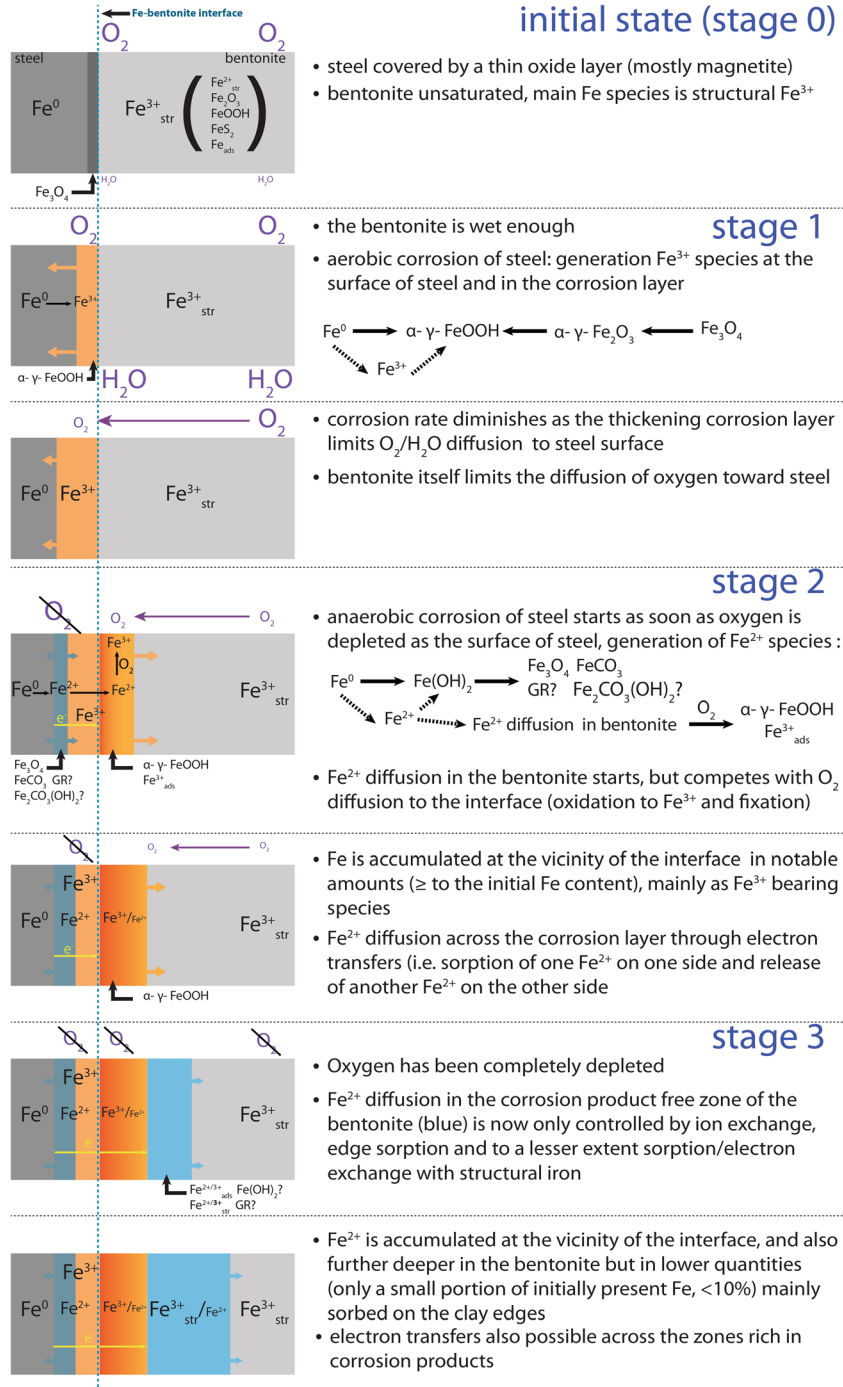 Fe-bentonite interface
initial state (stage 0)
O₂ O₂
steel bentonite
Fe⁰ Fe³⁺str ( Fe²⁺str
Fe₂O₃
FeOOH
FeS₂
Feads )
H₂O H₂O
Fe₃O₄
• steel covered by a thin oxide layer (mostly magnetite)
• bentonite unsaturated, main Fe species is structural Fe³⁺
stage 1
O₂ O₂
Fe⁰ Fe³⁺ Fe³⁺str
α- γ- FeOOH H₂O H₂O
• the bentonite is wet enough
• aerobic corrosion of steel: generation Fe³⁺ species at the
surface of steel and in the corrosion layer
Fe⁰ α- γ- FeOOH α- γ- Fe₂O₃ Fe₃O₄
Fe³⁺
O₂ O₂
Fe⁰ Fe³⁺ Fe³⁺str
• corrosion rate diminishes as the thickening corrosion layer
limits O₂/H₂O diffusion to steel surface
• bentonite itself limits the diffusion of oxygen toward steel
stage 2
O₂ O₂ O₂
Fe³⁺
O₂
Fe⁰ Fe²⁺ Fe²⁺ Fe³⁺str
e⁻ Fe³⁺
Fe₃O₄
FeCO₃ GR?
Fe₂CO₃(OH)₂?
α- γ- FeOOH
Fe³⁺ads
• anaerobic corrosion of steel starts as soon as oxygen is
depleted as the surface of steel, generation of Fe²⁺ species :
Fe⁰ Fe(OH)₂ Fe₃O₄ FeCO₃
GR? Fe₂CO₃(OH)₂?
Fe²⁺ Fe²⁺ diffusion in bentonite O₂ α- γ- FeOOH
Fe³⁺ads
• Fe²⁺ diffusion in the bentonite starts, but competes with O₂
diffusion to the interface (oxidation to Fe³⁺ and fixation)
O₂ O₂ O₂
Fe³⁺
Fe⁰ Fe²⁺ Fe³⁺/Fe²⁺ Fe³⁺str
e⁻
α- γ- FeOOH
• Fe is accumulated at the vicinity of the interface in notable
amounts (≥ to the initial Fe content), mainly as Fe³⁺ bearing
species
• Fe²⁺ diffusion across the corrosion layer through electron
transfers (i.e. sorption of one Fe²⁺ on one side and release
of another Fe²⁺ on the other side
stage 3
O₂ O₂ O₂
Fe³⁺
Fe⁰ Fe²⁺ Fe³⁺/Fe²⁺ Fe³⁺str
e⁻
Fe²⁺/³⁺ads Fe(OH)₂?
Fe²⁺/³⁺str GR?
• Oxygen has been completely depleted
• Fe²⁺ diffusion in the corrosion product free zone of the
bentonite (blue) is now only controlled by ion exchange,
edge sorption and to a lesser extent sorption/electron
exchange with structural iron
Fe³⁺
Fe⁰ Fe²⁺ Fe³⁺/Fe²⁺ Fe³⁺str/Fe²⁺ Fe³⁺str
e⁻
• Fe²⁺ is accumulated at the vicinity of the interface, and also
further deeper in the bentonite but in lower quantities
(only a small portion of initially present Fe, <10%) mainly
sorbed on the clay edges
• electron transfers also possible across the zones rich in
corrosion products